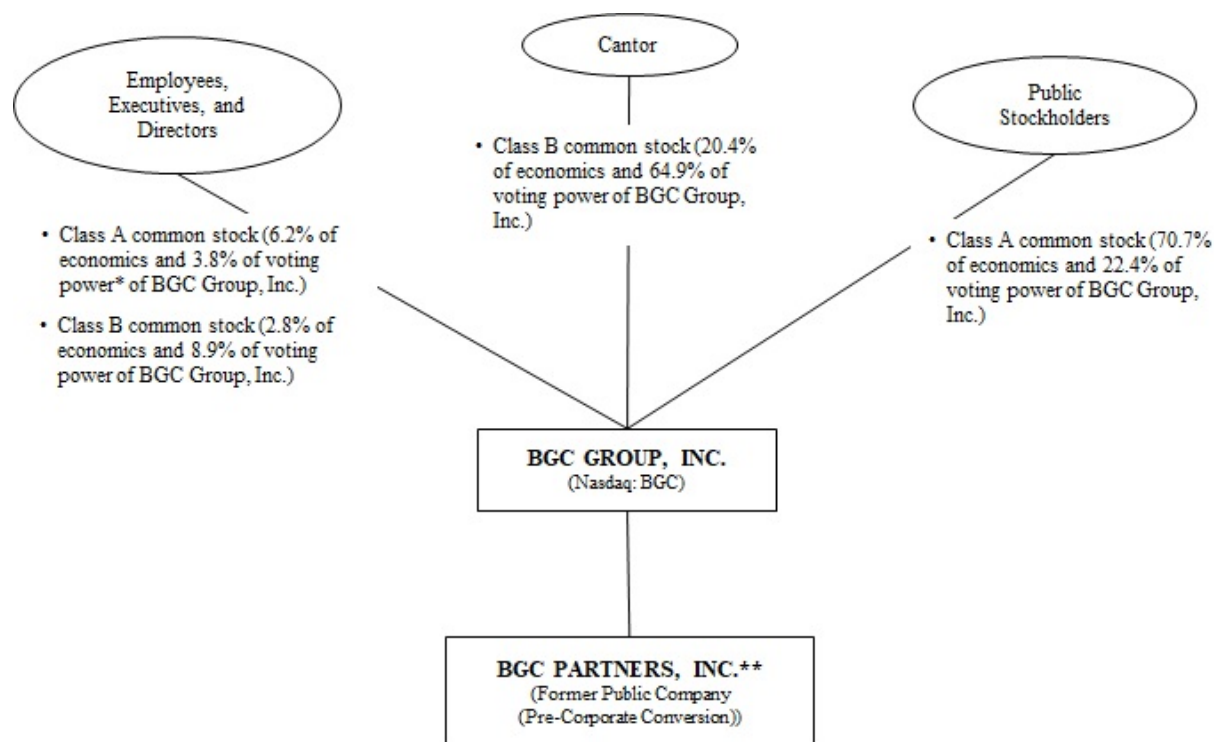 Employees,
Executives, and
Directors
Cantor
Public
Stockholders
• Class B common stock (20.4%
of economics and 64.9% of
voting power of BGC Group,
Inc.)
• Class A common stock (6.2% of
economics and 3.8% of voting
power* of BGC Group, Inc.)
• Class B common stock (2.8% of
economics and 8.9% of voting
power of BGC Group, Inc.)
• Class A common stock (70.7%
of economics and 22.4% of
voting power of BGC Group,
Inc.)
BGC GROUP, INC.
(Nasdaq: BGC)
BGC PARTNERS, INC.**
(Former Public Company
(Pre-Corporate Conversion))